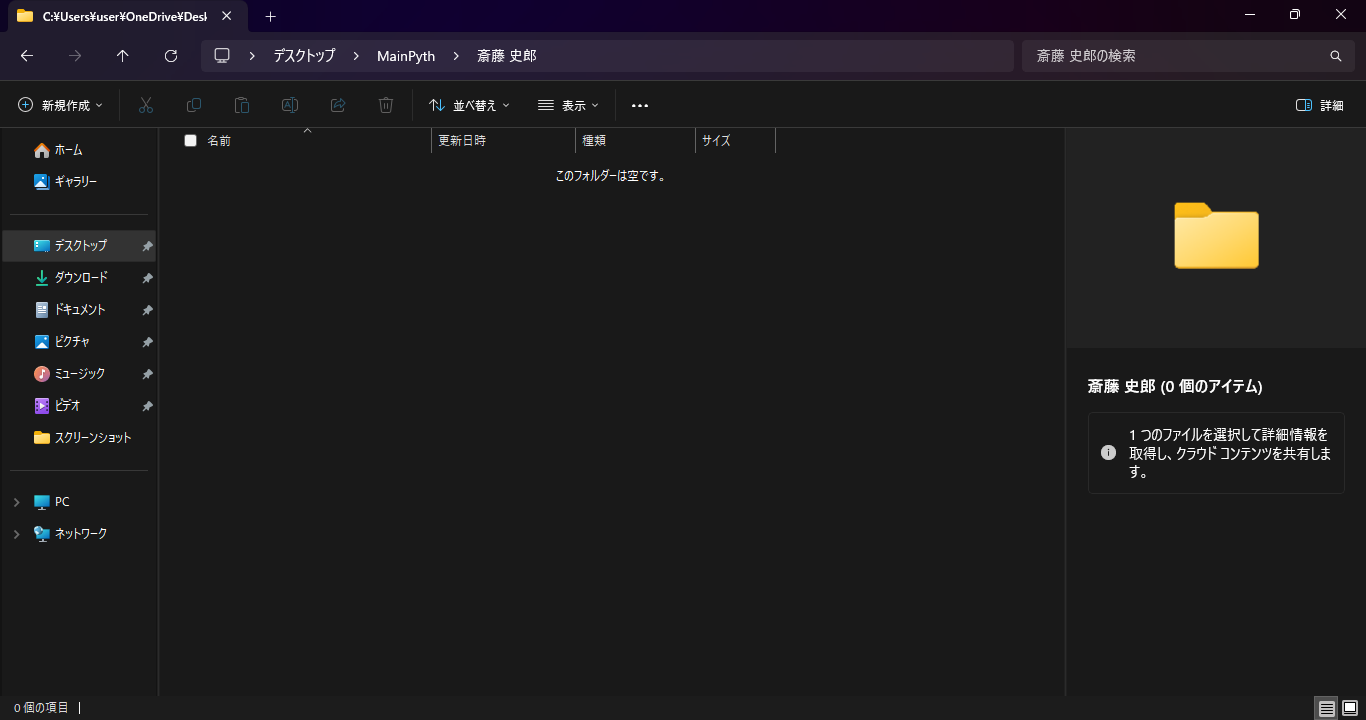 C:¥Users¥user¥OneDrive¥Desl
デスクトップ MainPyth 斎藤 史郎
斎藤 史郎の検索
新規作成 並べ替え 表示 ••• 詳細
ホーム
ギャラリー
デスクトップ
ダウンロード
ドキュメント
ピクチャ
ミュージック
ビデオ
スクリーンショット
PC
ネットワーク
名前 更新日時 種類 サイズ
このフォルダーは空です。
斎藤 史郎 (0 個のアイテム)
1 つのファイルを選択して詳細情報を
取得し、クラウド コンテンツを共有しま
す。
0 個の項目